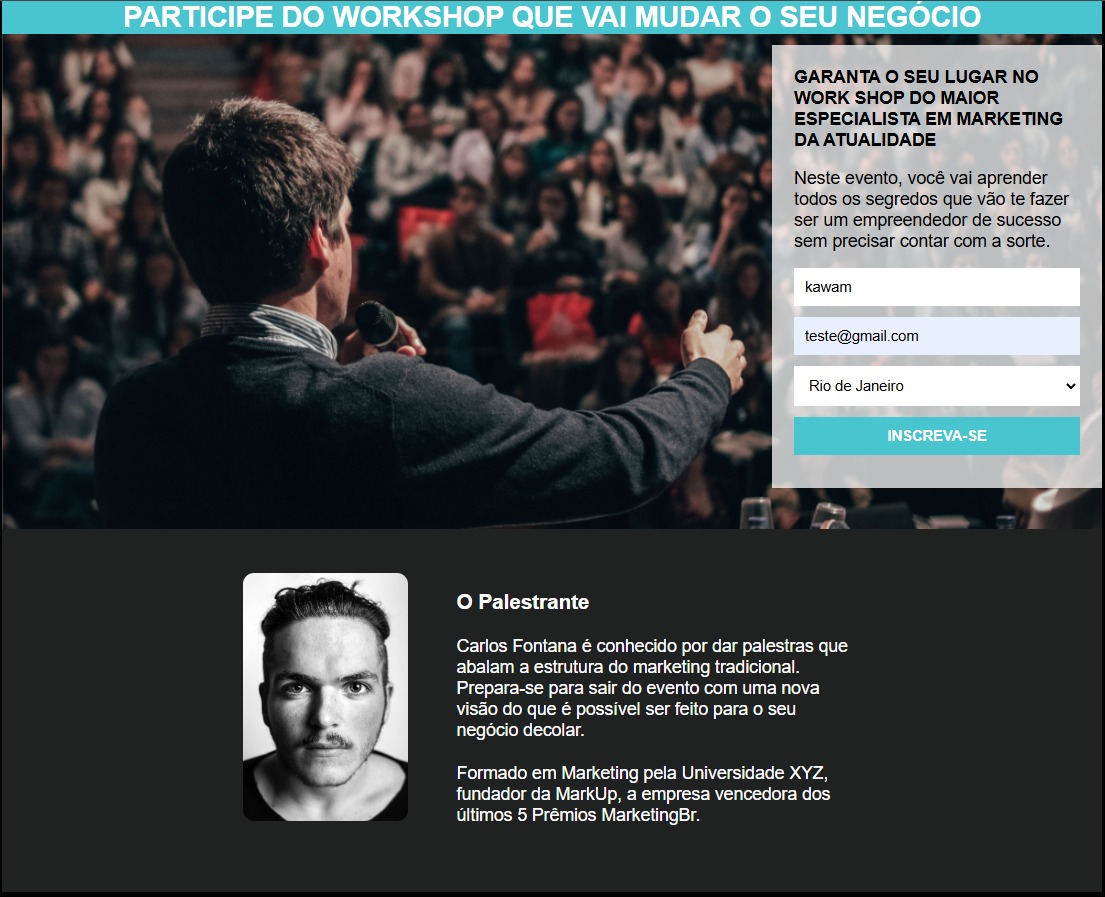 PARTICIPE DO WORKSHOP QUE VAI MUDAR O SEU NEGÓCIO
GARANTA O SEU LUGAR NO
WORK SHOP DO MAIOR
ESPECIALISTA EM MARKETING
DA ATUALIDADE
Neste evento, você vai aprender
todos os segredos que vão te fazer
ser um empreendedor de sucesso
sem precisar contar com a sorte.
kawam
teste@gmail.com
Rio de Janeiro
INSCREVA-SE
O Palestrante
Carlos Fontana é conhecido por dar palestras que
abalam a estrutura do marketing tradicional.
Prepara-se para sair do evento com uma nova
visão do que é possível ser feito para o seu
negócio decolar.
Formado em Marketing pela Universidade XYZ,
fundador da MarkUp, a empresa vencedora dos
últimos 5 Prêmios MarketingBr.